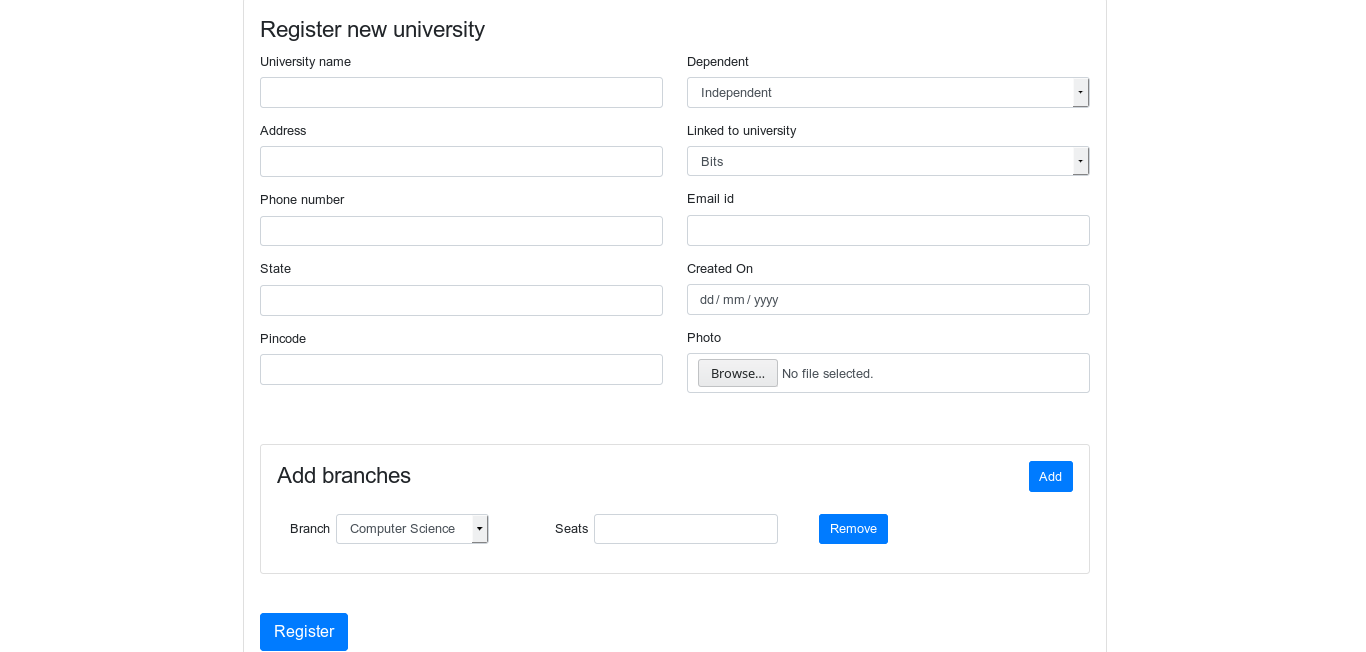 Register new university
University name
Dependent
Independent
Address
Linked to university
Bits
Phone number
Email id
State
Created On
dd / mm / yyyy
Pincode
Photo
Browse... No file selected.
Add branches
Add
Branch Computer Science Seats Remove
Register